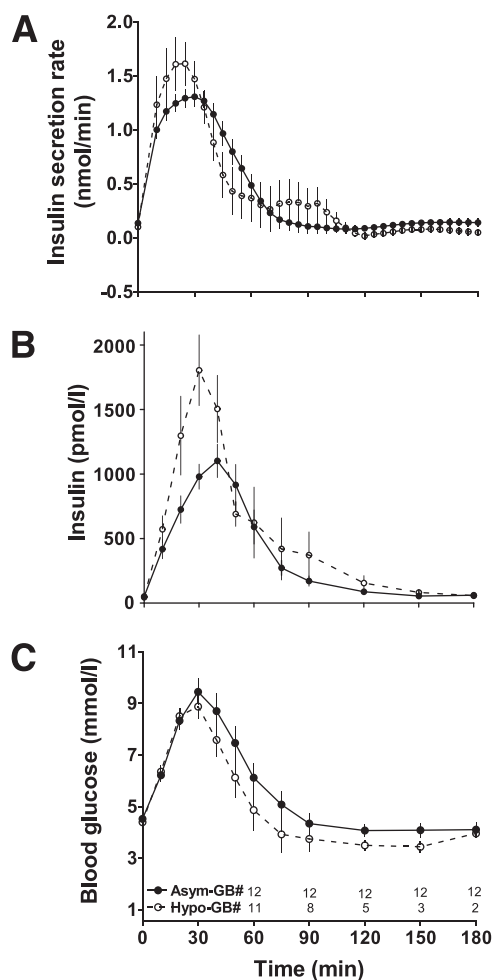 A
Insulin secretion rate
(nmol/min)
2.0
1.5
1.0
0.5
0.0
-0.5
B
Insulin (pmol/l)
2000
1500
1000
500
0
C
Blood glucose (mmol/l)
11
9
7
5
3
1
Asym-GB# 12 12 12 12 12
Hypo-GB# 11 8 5 3 2
0 30 60 90 120 150 180
Time (min)